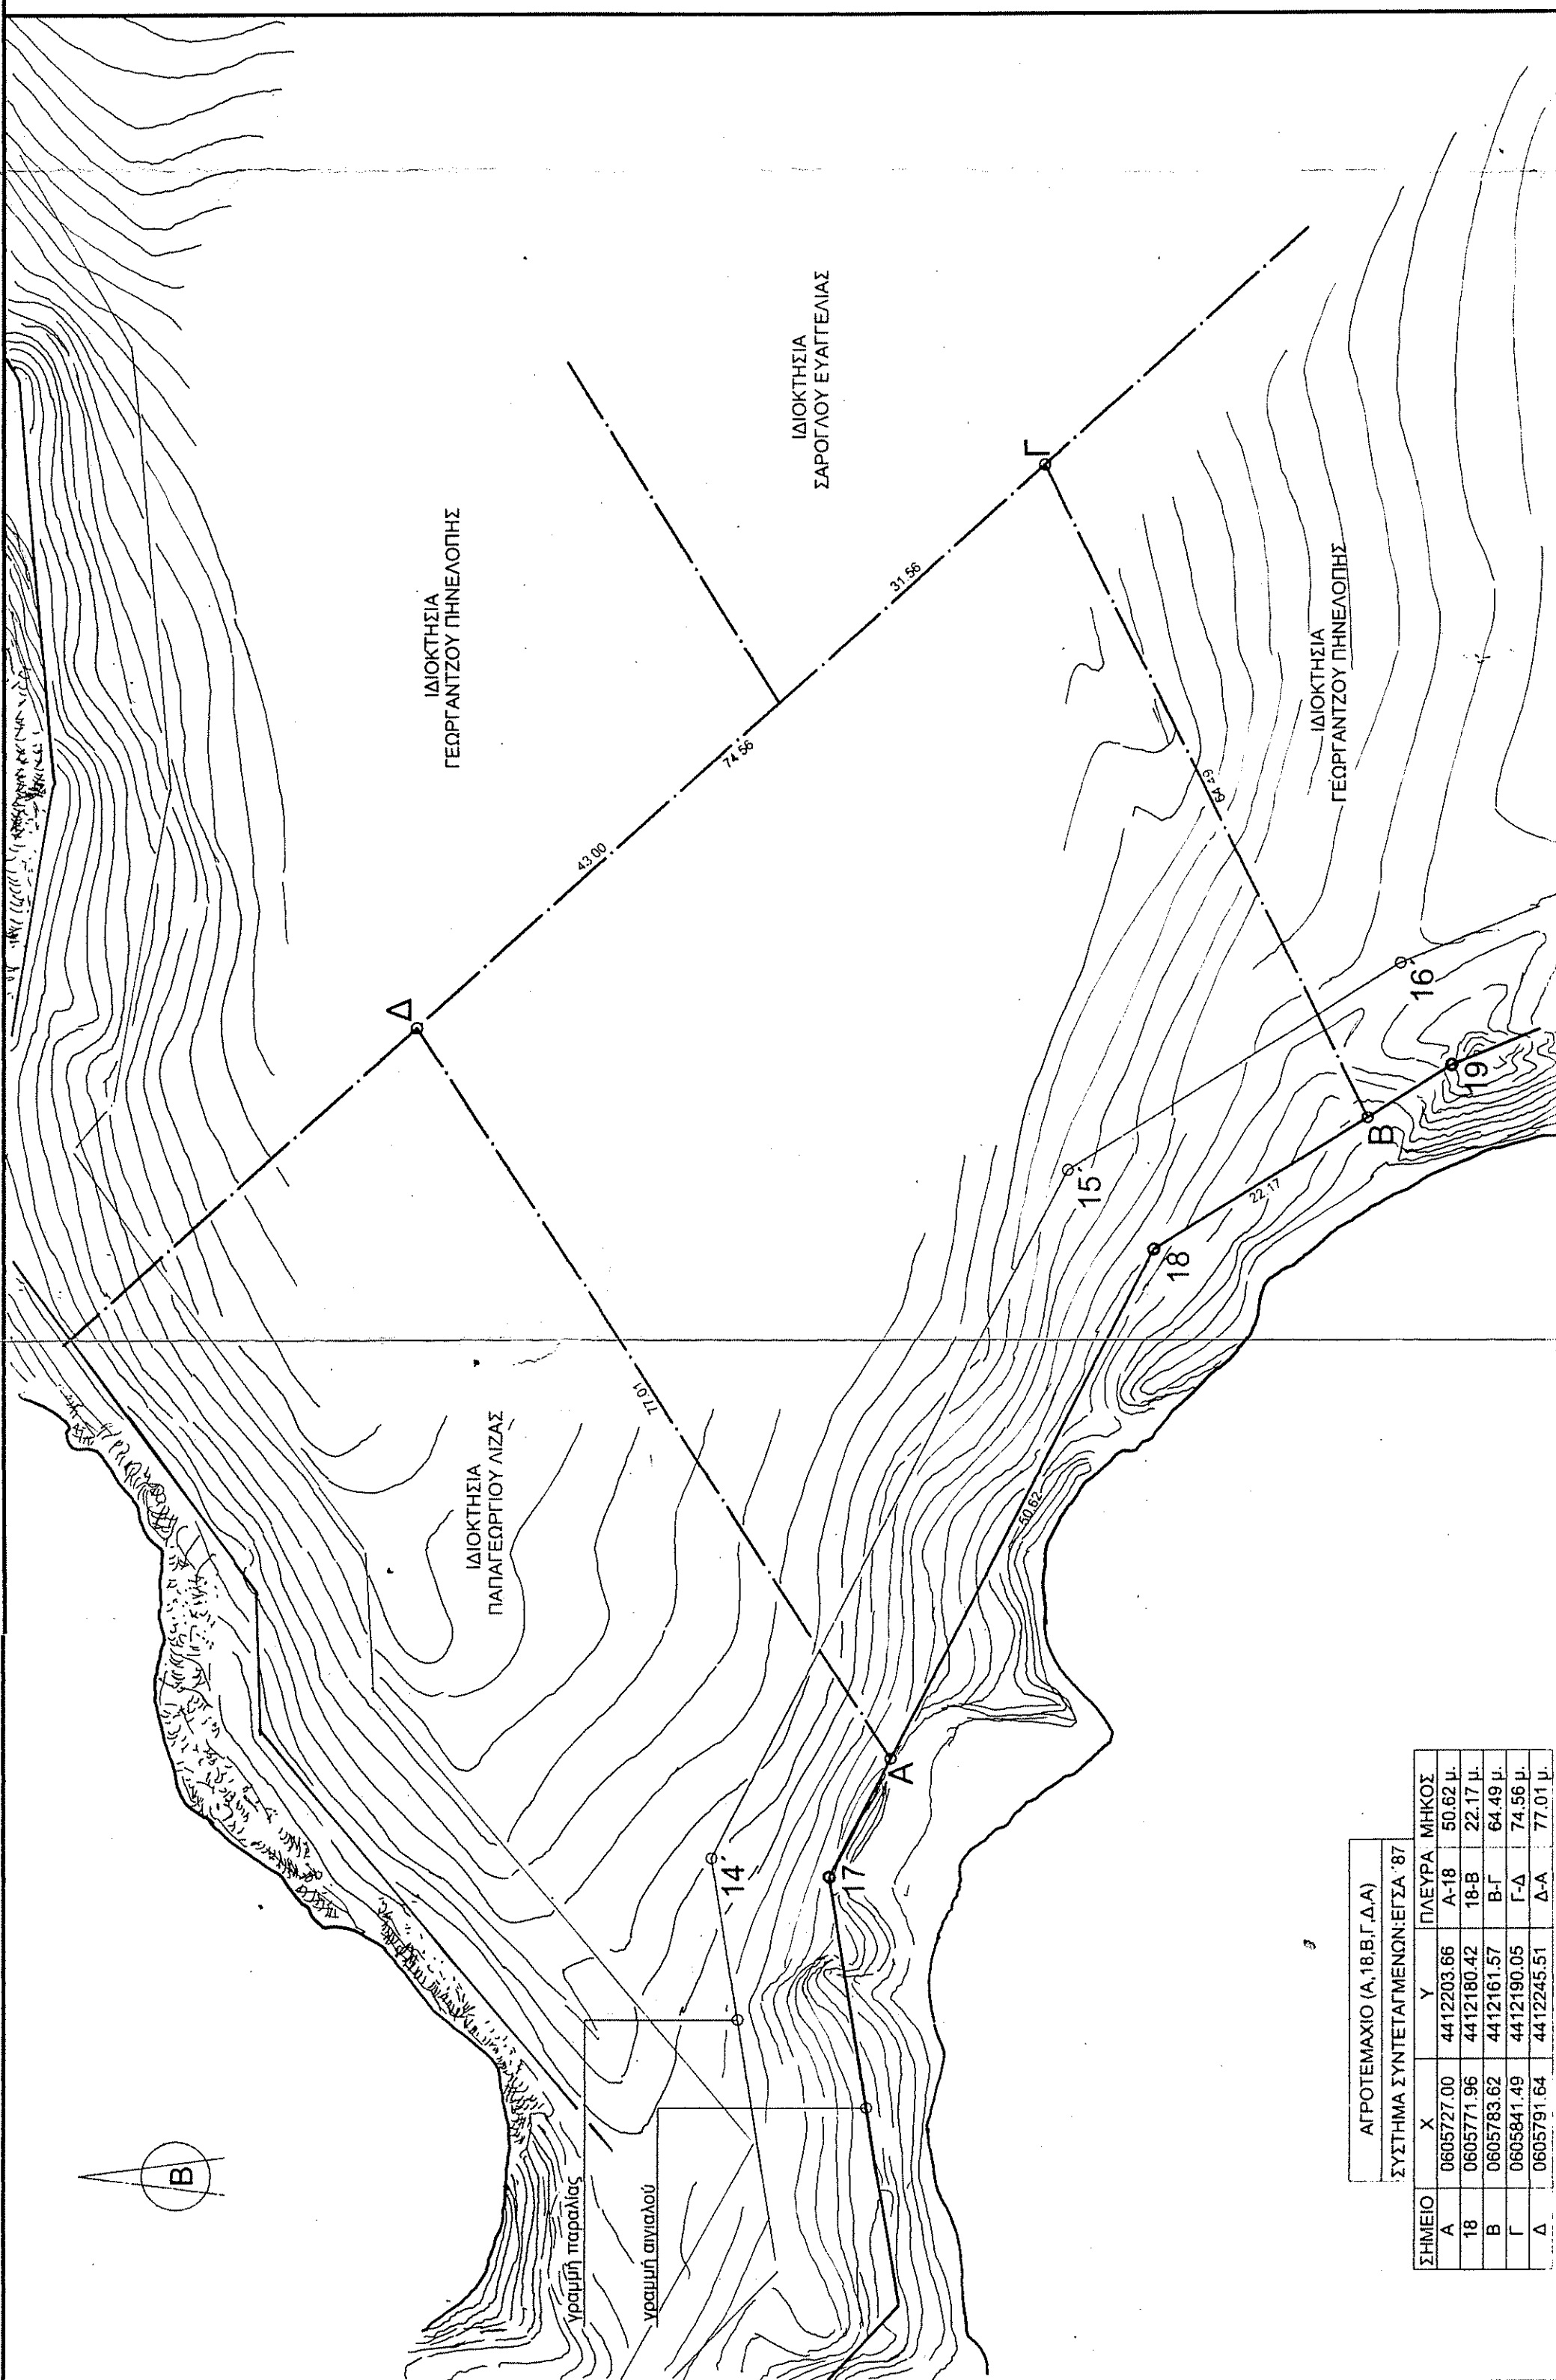 ΙΔΙΟΚΤΗΣΙΑ
ΓΕΩΡΓΑΝΤΖΟΥ ΠΗΝΕΛΟΠΗΣ
ΙΔΙΟΚΤΗΣΙΑ
ΣΑΡΟΓΛΟΥ ΕΥΑΓΓΕΛΙΑΣ
ΙΔΙΟΚΤΗΣΙΑ
ΠΑΠΑΓΕΩΡΓΙΟΥ ΛΙΖΑΣ
ΙΔΙΟΚΤΗΣΙΑ
ΓΕΩΡΓΑΝΤΖΟΥ ΠΗΝΕΛΟΠΗΣ
Δ
Γ
43.00
74.56
31.56
77.01
64.49
50.62
22.17
14΄
15΄
16΄
17
A
18
B
19
B
γραμμή παραλίας
γραμμή αιγιαλού
ΑΓΡΟΤΕΜΑΧΙΟ (Α,18,Β,Γ,Δ,Α)
ΣΥΣΤΗΜΑ ΣΥΝΤΕΤΑΓΜΕΝΩΝ:ΕΓΣΑ ΄87
ΣΗΜΕΙΟ X Y ΠΛΕΥΡΑ ΜΗΚΟΣ
Α 0605727.00 4412203.66 Α-18 50.62 μ.
18 0605771.96 4412180.42 18-Β 22.17 μ.
Β 0605783.62 4412161.57 Β-Γ 64.49 μ.
Γ 0605841.49 4412190.05 Γ-Δ 74.56 μ.
Δ 0605791.64 4412245.51 Δ-Α 77.01 μ.